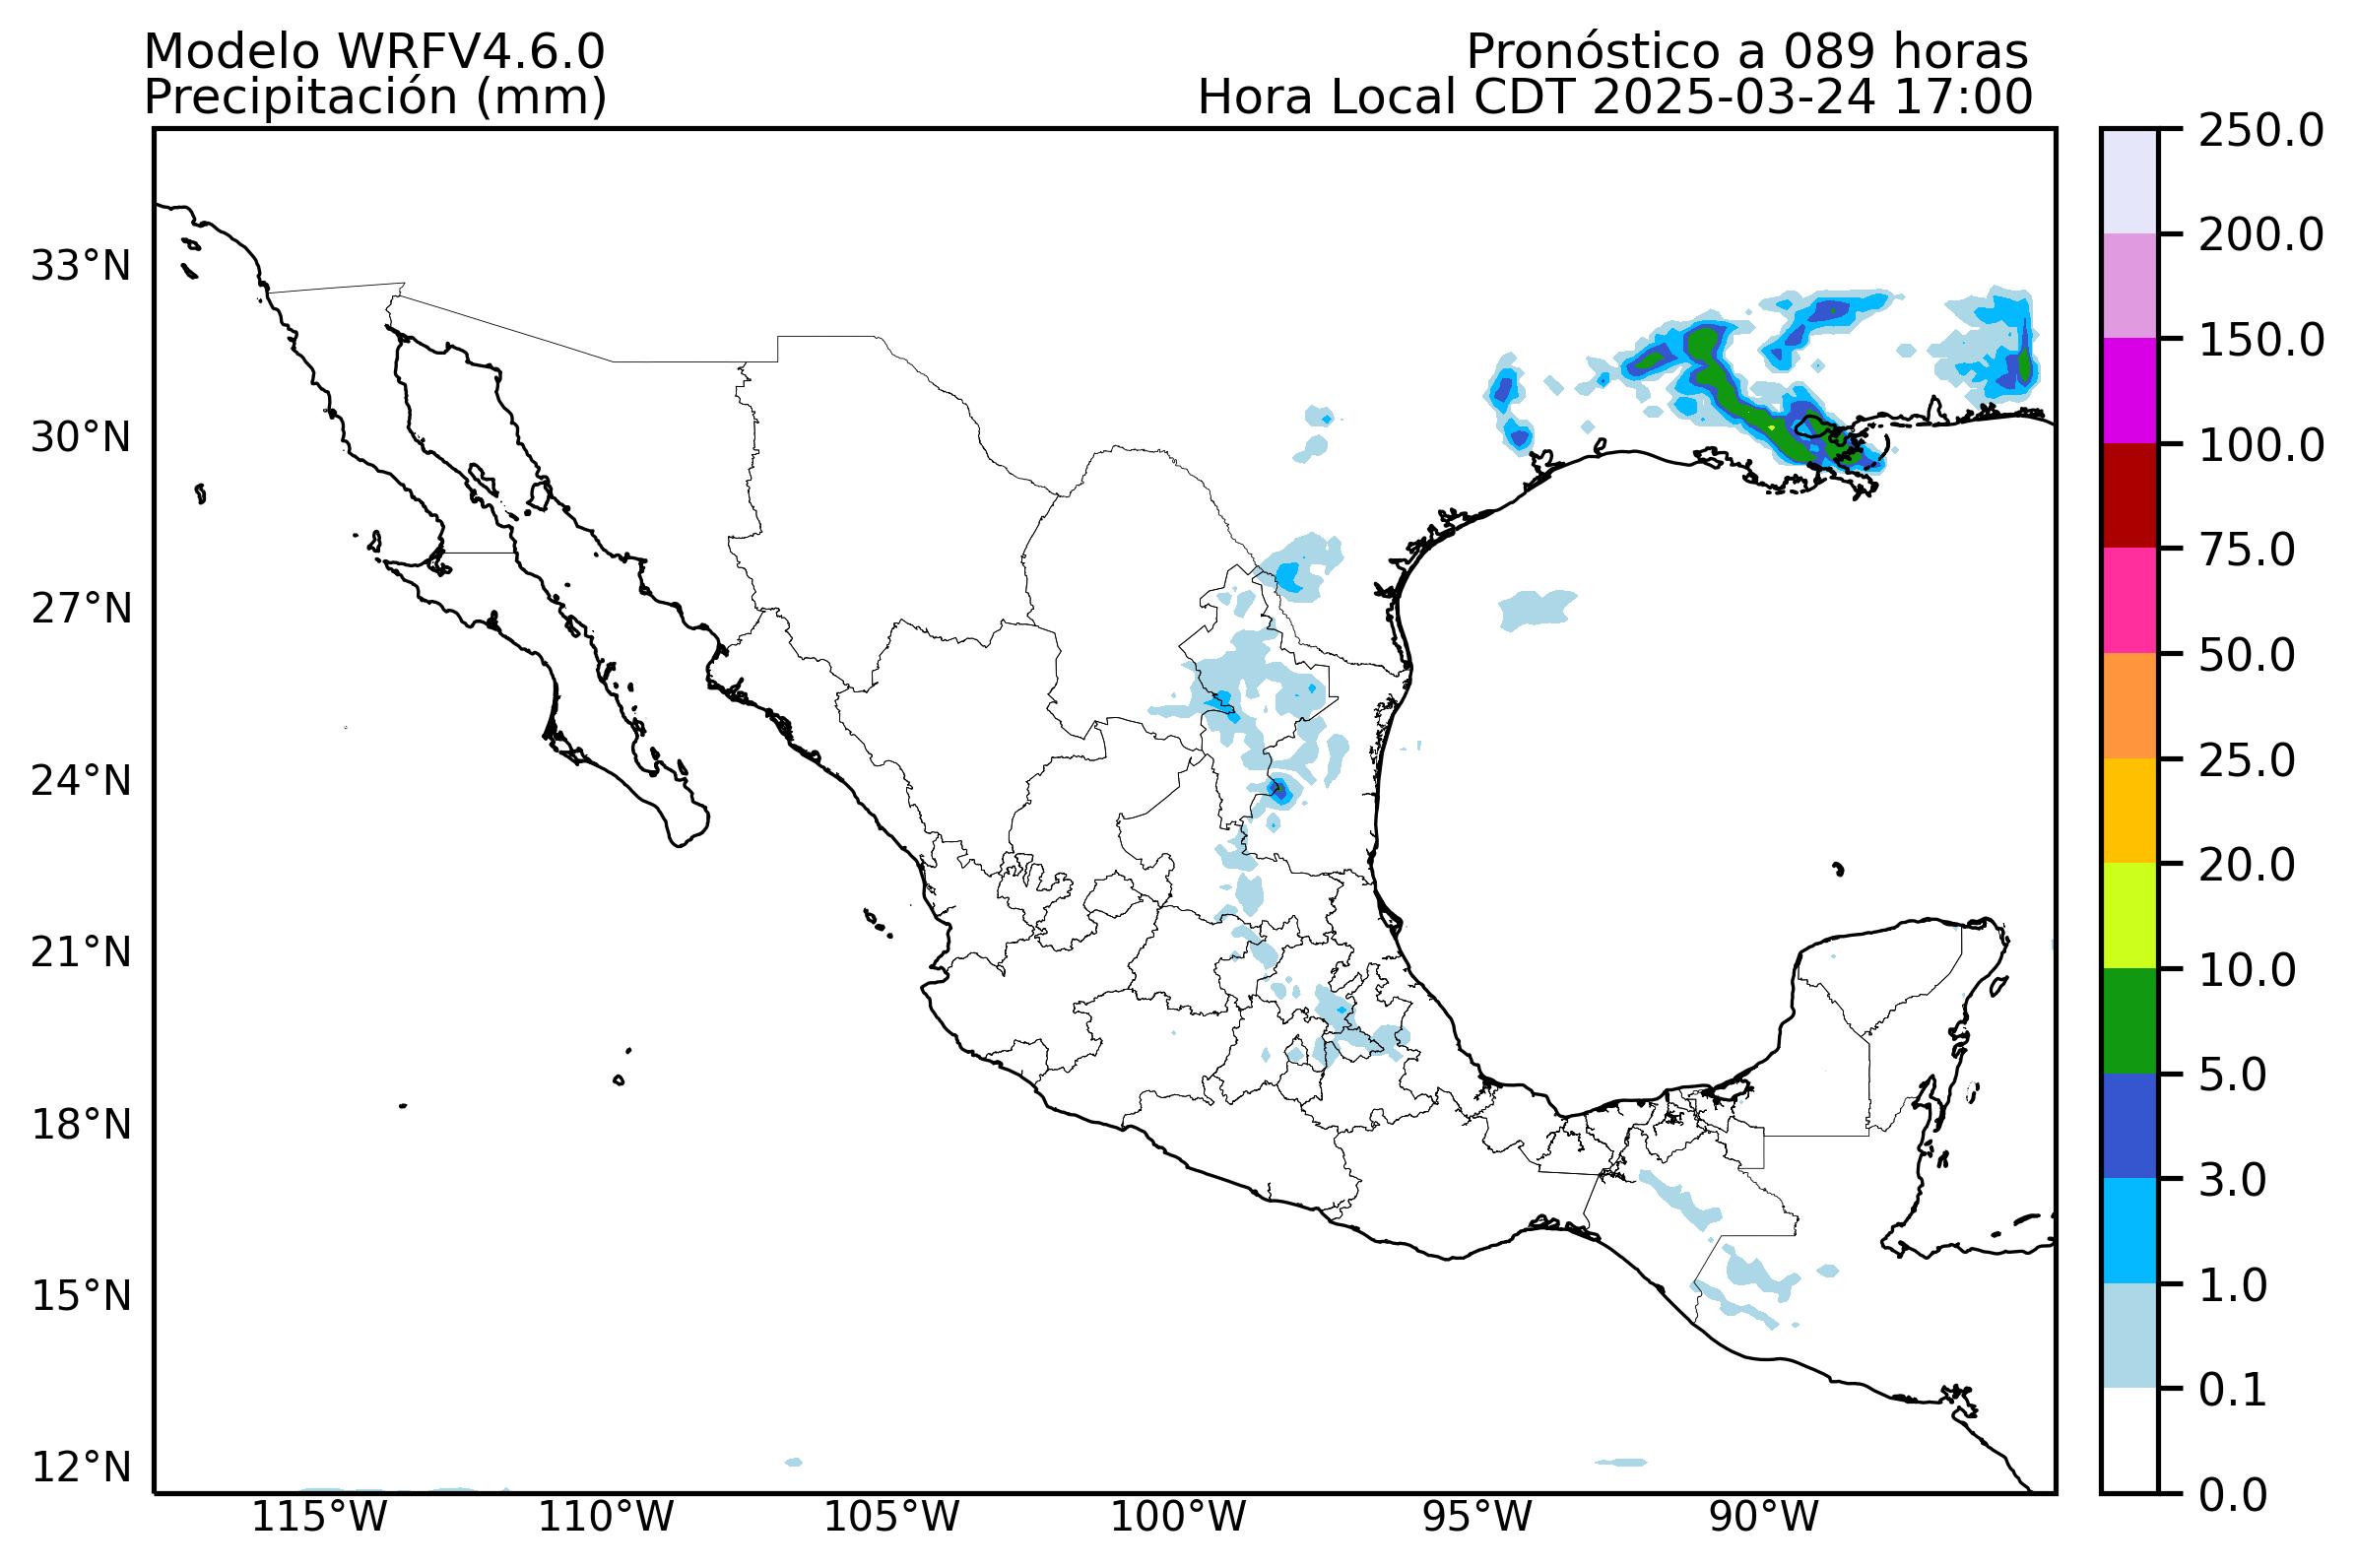 Modelo WRFV4.6.0
Precipitación (mm)
Pronóstico a 089 horas
Hora Local CDT 2025-03-24 17:00
33°N
30°N
27°N
24°N
21°N
18°N
15°N
12°N
115°W
110°W
105°W
100°W
95°W
90°W
250.0
200.0
150.0
100.0
75.0
50.0
25.0
20.0
10.0
5.0
3.0
1.0
0.1
0.0